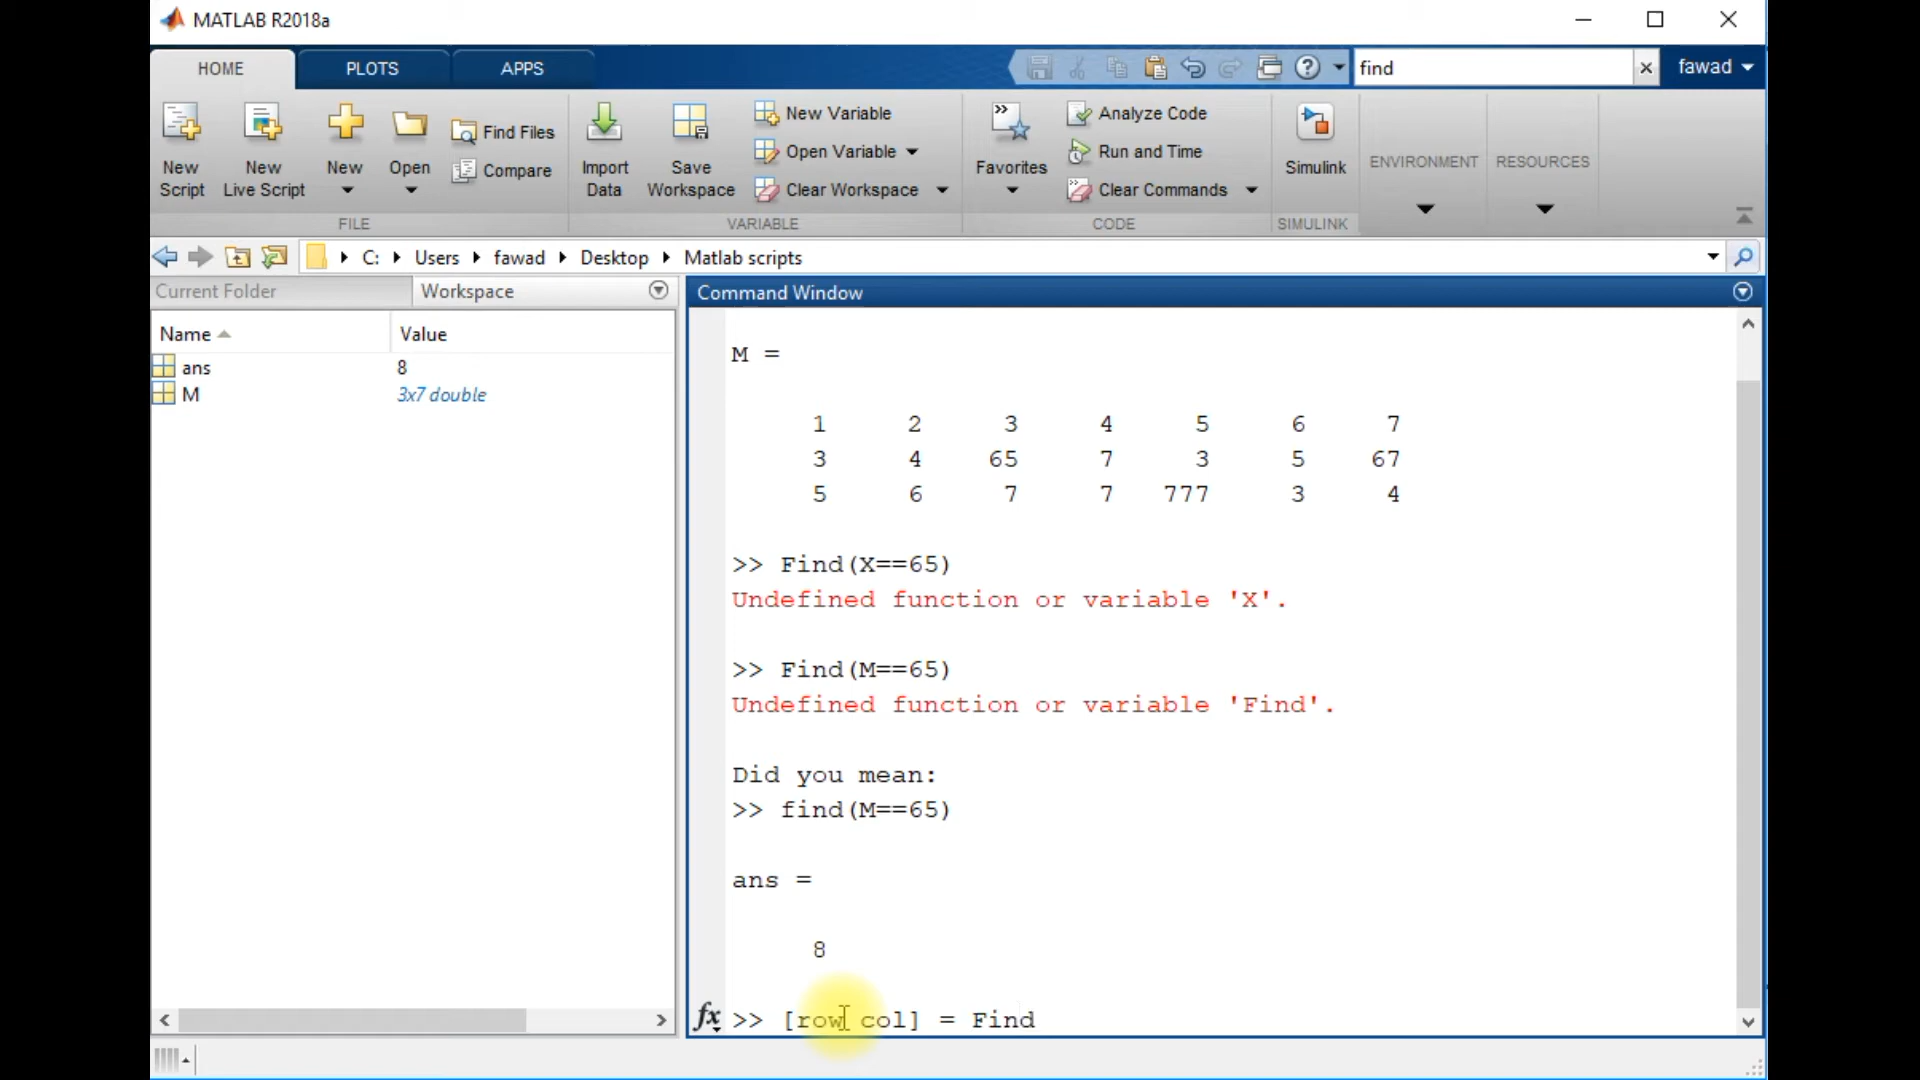 MATLAB R2018a
HOME PLOTS APPS find fawad
New Script
New Live Script
New
Open
Find Files
Compare
Import Data
Save Workspace
New Variable
Open Variable
Clear Workspace
Favorites
Analyze Code
Run and Time
Clear Commands
Simulink
ENVIRONMENT
RESOURCES
FILE VARIABLE CODE SIMULINK
C: Users fawad Desktop Matlab scripts
Current Folder Workspace
Name Value
ans 8
M 3x7 double
Command Window
M =
1 2 3 4 5 6 7
3 4 65 7 3 5 67
5 6 7 7 777 3 4
>> Find(X==65)
Undefined function or variable 'X'.
>> Find(M==65)
Undefined function or variable 'Find'.
Did you mean:
>> find(M==65)
ans =
8
fx >> [row col] = Find